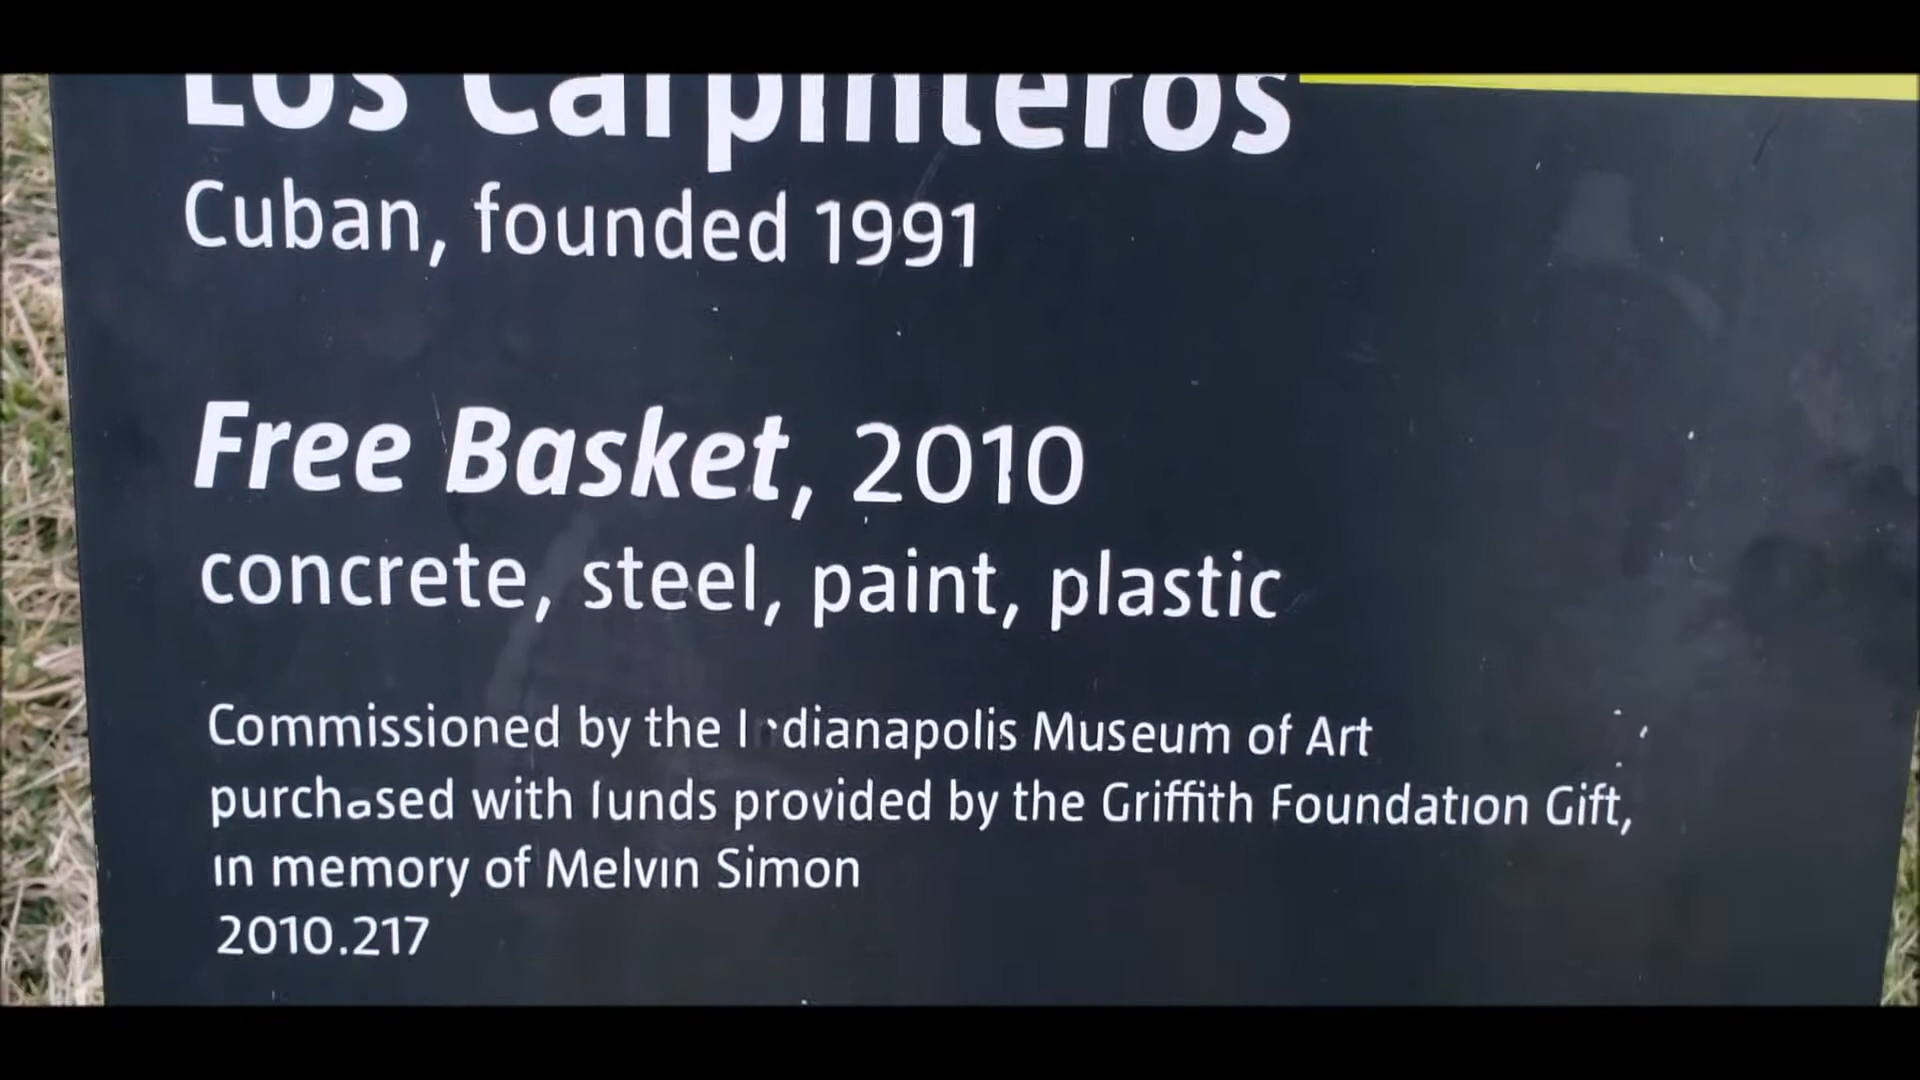 Los Carpinteros
Cuban, founded 1991
Free Basket, 2010
concrete, steel, paint, plastic
Commissioned by the Indianapolis Museum of Art
purchased with funds provided by the Griffith Foundation Gift,
in memory of Melvin Simon
2010.217